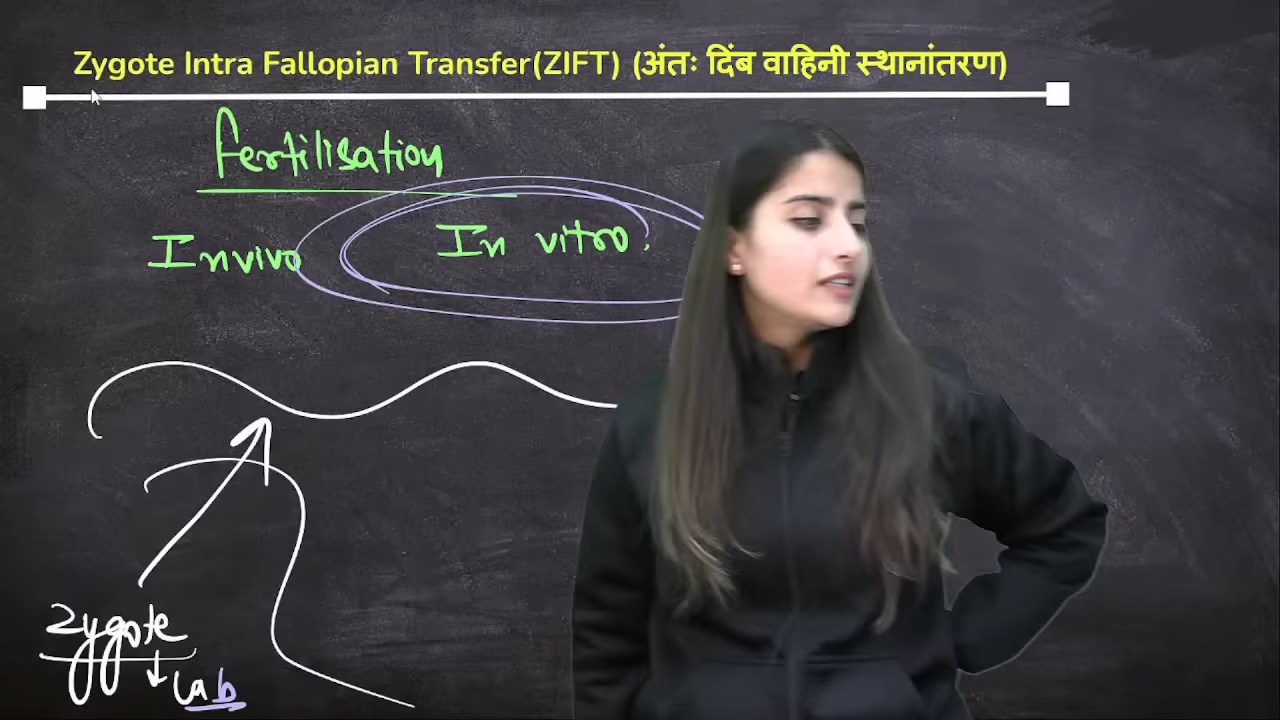 Zygote Intra Fallopian Transfer(ZIFT) (अंतः दिंब वाहिनी स्थानांतरण)
fertilisation
Invivo In vitro.
Zygote
Lab